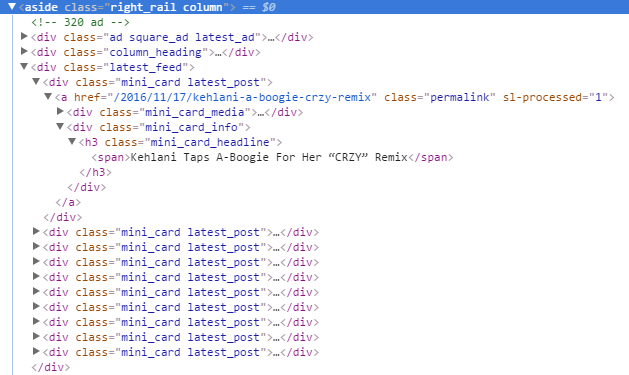 ▼<aside class="right_rail column"> == $0
<!-- 320 ad -->
▶<div class="ad square_ad latest_ad">…</div>
▶<div class="column_heading">…</div>
▼<div class="latest_feed">
▼<div class="mini_card latest_post">
▼<a href="/2016/11/17/kehlani-a-boogie-crzy-remix" class="permalink" sl-processed="1">
▶<div class="mini_card_media">…</div>
▼<div class="mini_card_info">
▼<h3 class="mini_card_headline">
<span>Kehlani Taps A-Boogie For Her “CRZY” Remix</span>
</h3>
</div>
</a>
</div>
▶<div class="mini_card latest_post">…</div>
▶<div class="mini_card latest_post">…</div>
▶<div class="mini_card latest_post">…</div>
▶<div class="mini_card latest_post">…</div>
▶<div class="mini_card latest_post">…</div>
▶<div class="mini_card latest_post">…</div>
▶<div class="mini_card latest_post">…</div>
▶<div class="mini_card latest_post">…</div>
▶<div class="mini_card latest_post">…</div>
</div>